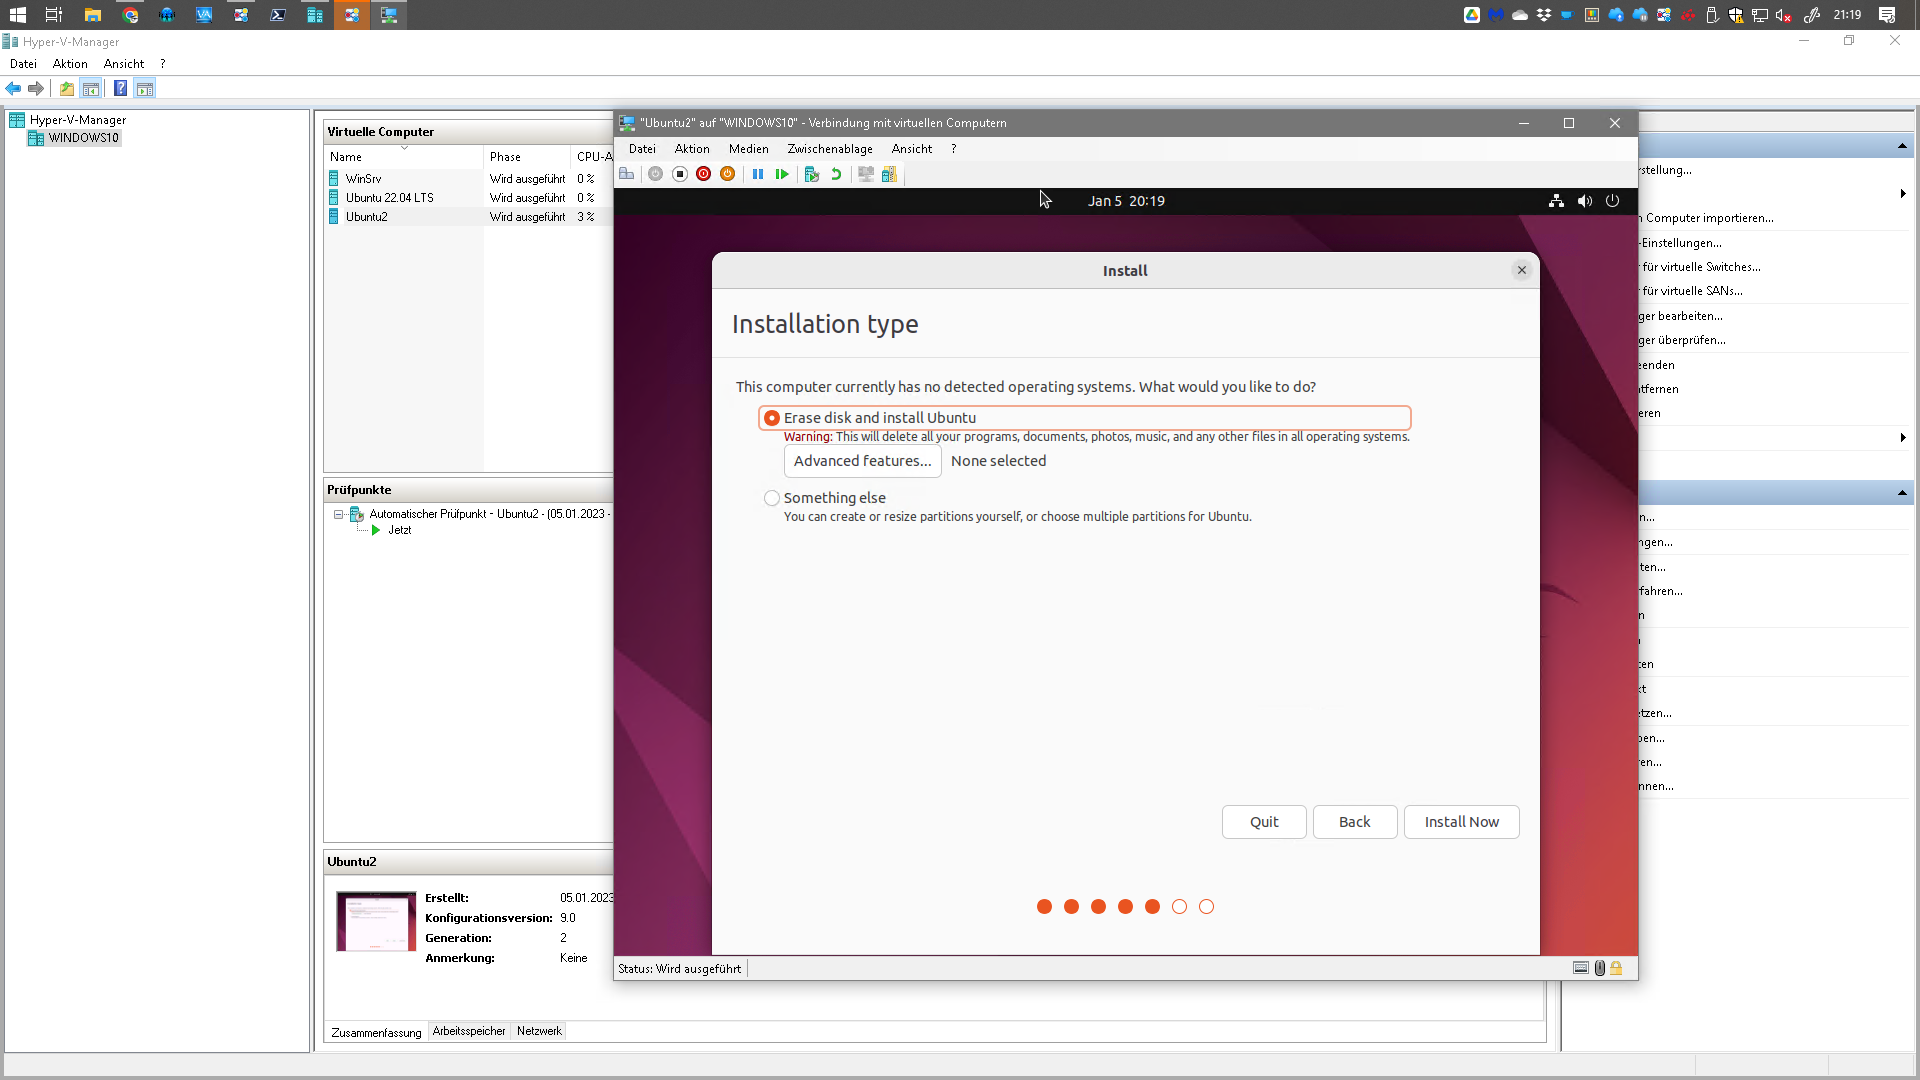 21:19
Hyper-V-Manager
Datei Aktion Ansicht ?
Hyper-V-Manager
WINDOWS10
Virtuelle Computer
Name Phase CPU-A
WinSrv Wird ausgeführt 0 %
Ubuntu 22.04 LTS Wird ausgeführt 0 %
Ubuntu2 Wird ausgeführt 3 %
Prüfpunkte
Automatischer Prüfpunkt - Ubuntu2 - (05.01.2023 -
Jetzt
Ubuntu2
Erstellt: 05.01.2023
Konfigurationsversion: 9.0
Generation: 2
Anmerkung: Keine
Zusammenfassung Arbeitsspeicher Netzwerk
"Ubuntu2" auf "WINDOWS10" - Verbindung mit virtuellen Computern
Datei Aktion Medien Zwischenablage Ansicht ?
Jan 5 20:19
Install
Installation type
This computer currently has no detected operating systems. What would you like to do?
Erase disk and install Ubuntu
Warning: This will delete all your programs, documents, photos, music, and any other files in all operating systems.
Advanced features... None selected
Something else
You can create or resize partitions yourself, or choose multiple partitions for Ubuntu.
Quit Back Install Now
Status: Wird ausgeführt
rstellung...
n Computer importieren...
-Einstellungen...
für virtuelle Switches...
für virtuelle SANs...
ger bearbeiten...
ger überprüfen...
eenden
ntfernen
eren
n...
ngen...
ten...
rfahren...
n
ten
kt
etzen...
ben...
ren...
nnen...